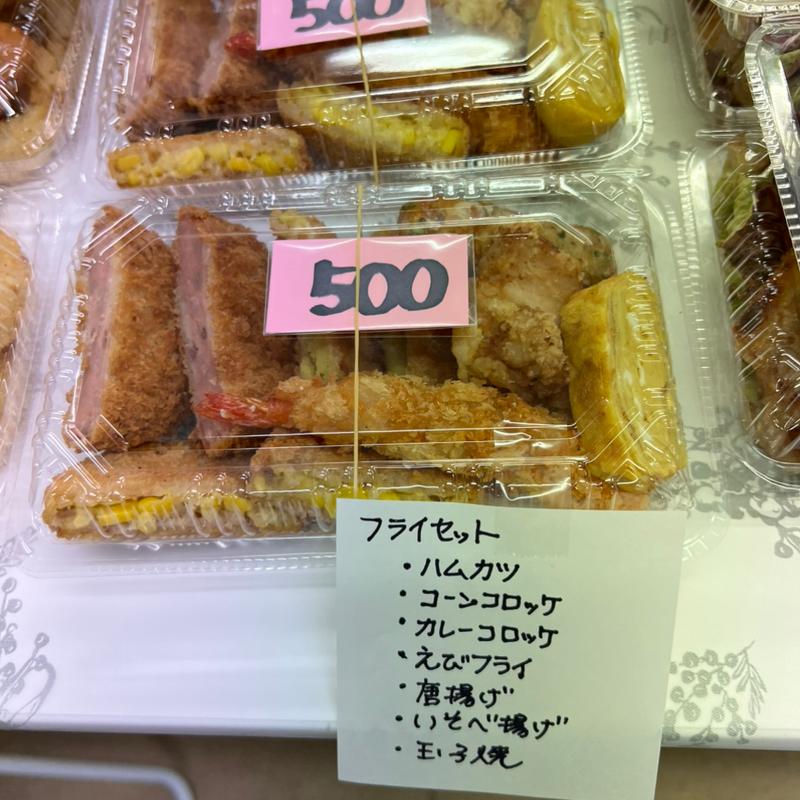 500
500
フライセット
・ハムカツ
・コーンコロッケ
・カレーコロッケ
・えびフライ
・唐揚げ
・いそべ揚げ
・玉子焼